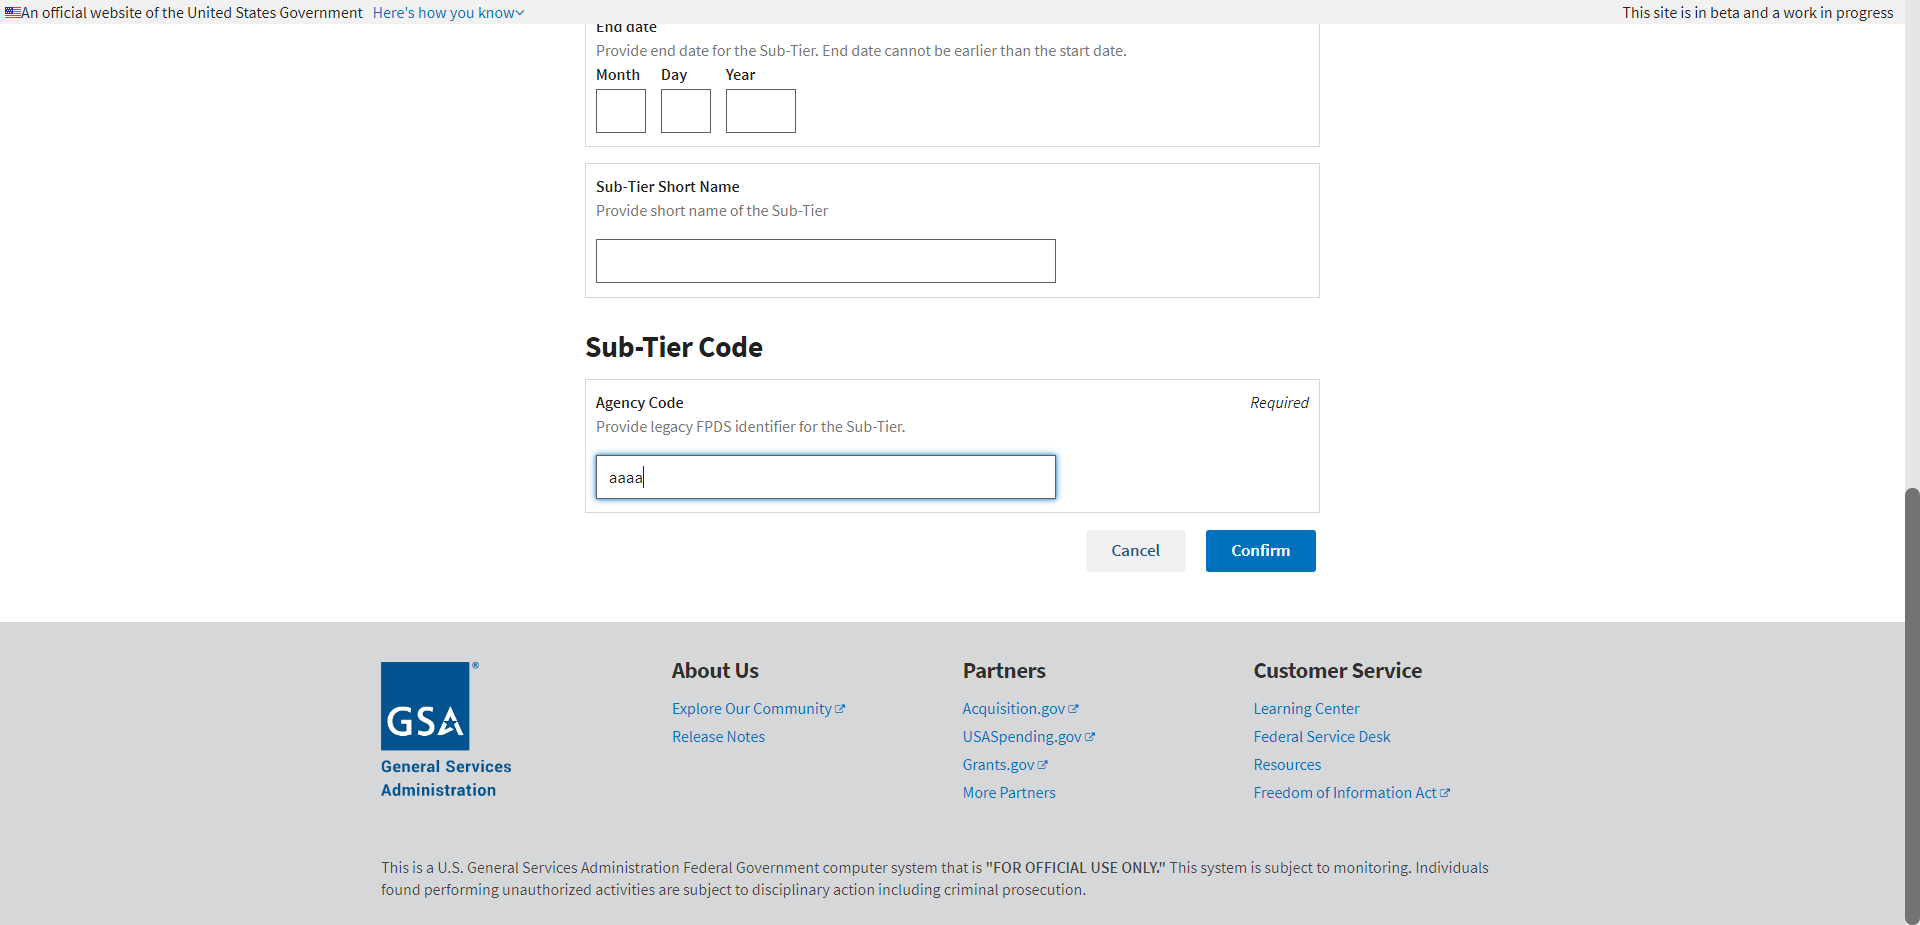 An official website of the United States Government Here's how you know
This site is in beta and a work in progress
End date
Provide end date for the Sub-Tier. End date cannot be earlier than the start date.
Month Day Year
Sub-Tier Short Name
Provide short name of the Sub-Tier
Sub-Tier Code
Agency Code
Required
Provide legacy FPDS identifier for the Sub-Tier.
aaaa
Cancel
Confirm
GSA®
General Services
Administration
About Us
Explore Our Community
Release Notes
Partners
Acquisition.gov
USASpending.gov
Grants.gov
More Partners
Customer Service
Learning Center
Federal Service Desk
Resources
Freedom of Information Act
This is a U.S. General Services Administration Federal Government computer system that is "FOR OFFICIAL USE ONLY." This system is subject to monitoring. Individuals
found performing unauthorized activities are subject to disciplinary action including criminal prosecution.